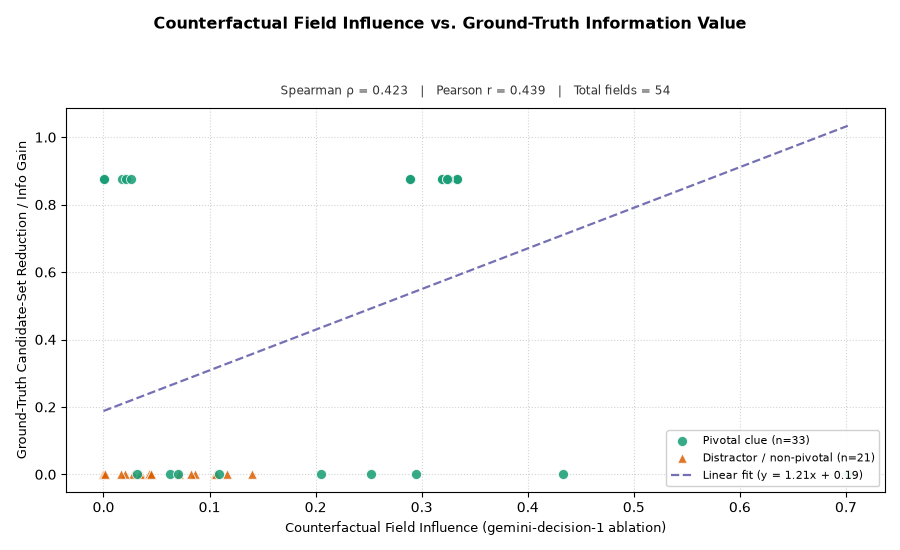 Counterfactual Field Influence vs. Ground-Truth Information Value
Spearman ρ = 0.423 | Pearson r = 0.439 | Total fields = 54
Ground-Truth Candidate-Set Reduction / Info Gain
1.0
0.8
0.6
0.4
0.2
0.0
Pivotal clue (n=33)
Distractor / non-pivotal (n=21)
Linear fit (y = 1.21x + 0.19)
0.0 0.1 0.2 0.3 0.4 0.5 0.6 0.7
Counterfactual Field Influence (gemini-decision-1 ablation)